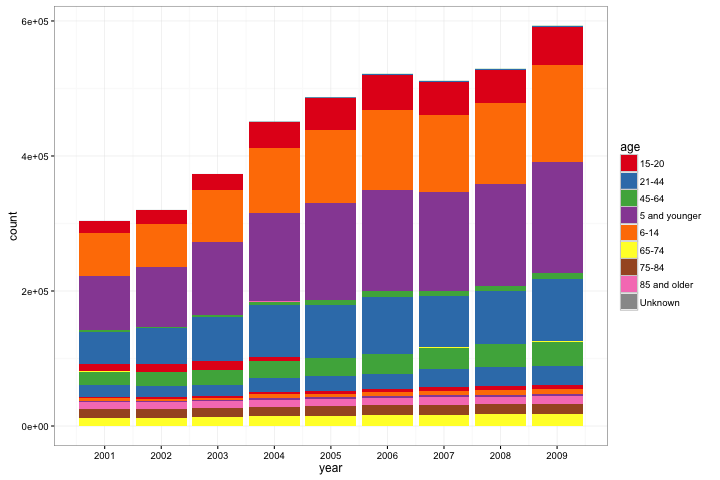 6e+05
4e+05
2e+05
0e+00
count
2001 2002 2003 2004 2005 2006 2007 2008 2009
year
age
15-20
21-44
45-64
5 and younger
6-14
65-74
75-84
85 and older
Unknown